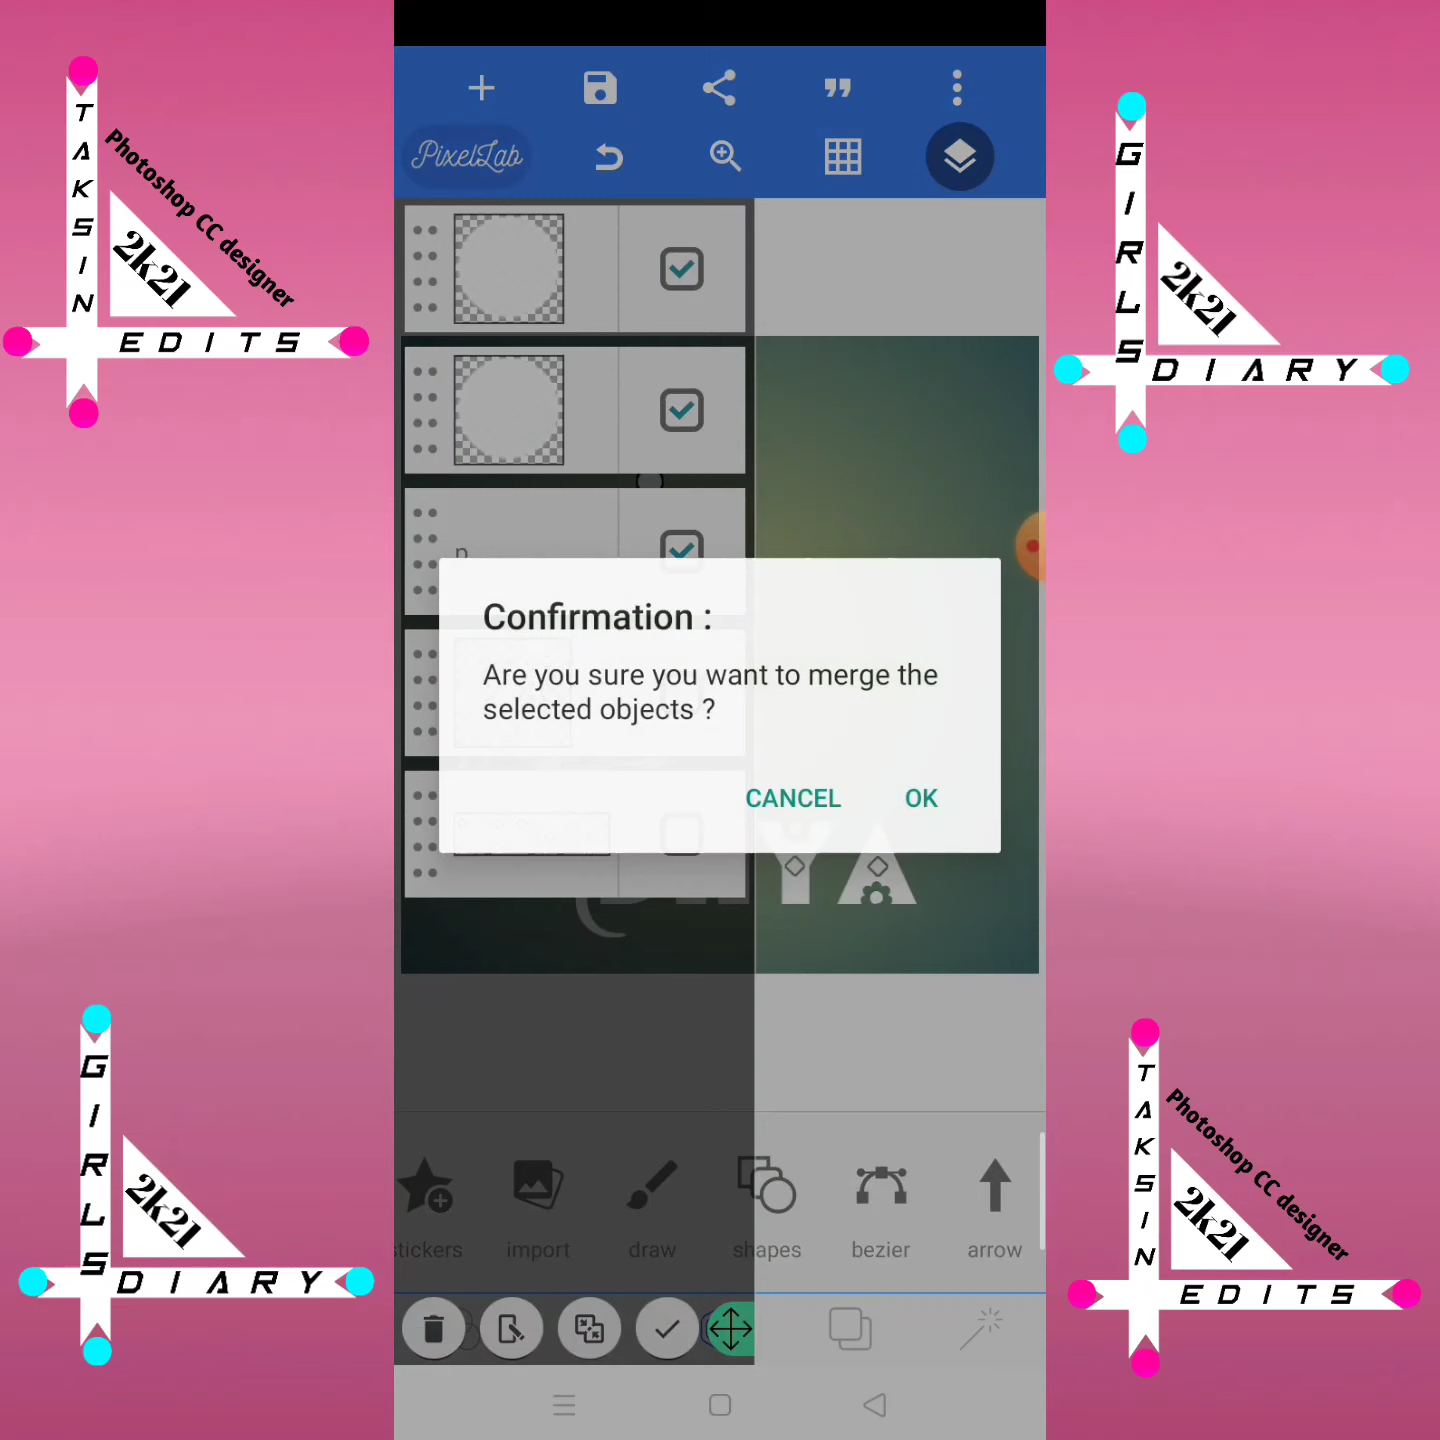 TAKSIN
EDITS
Photoshop CC designer
2k21
GIRLS
DIARY
2k21
PixelLab
p
Confirmation :
Are you sure you want to merge the
selected objects ?
CANCEL
OK
YA
stickers
import
draw
shapes
bezier
arrow
GIRLS
DIARY
2k21
TAKSIN
EDITS
Photoshop CC designer
2k21